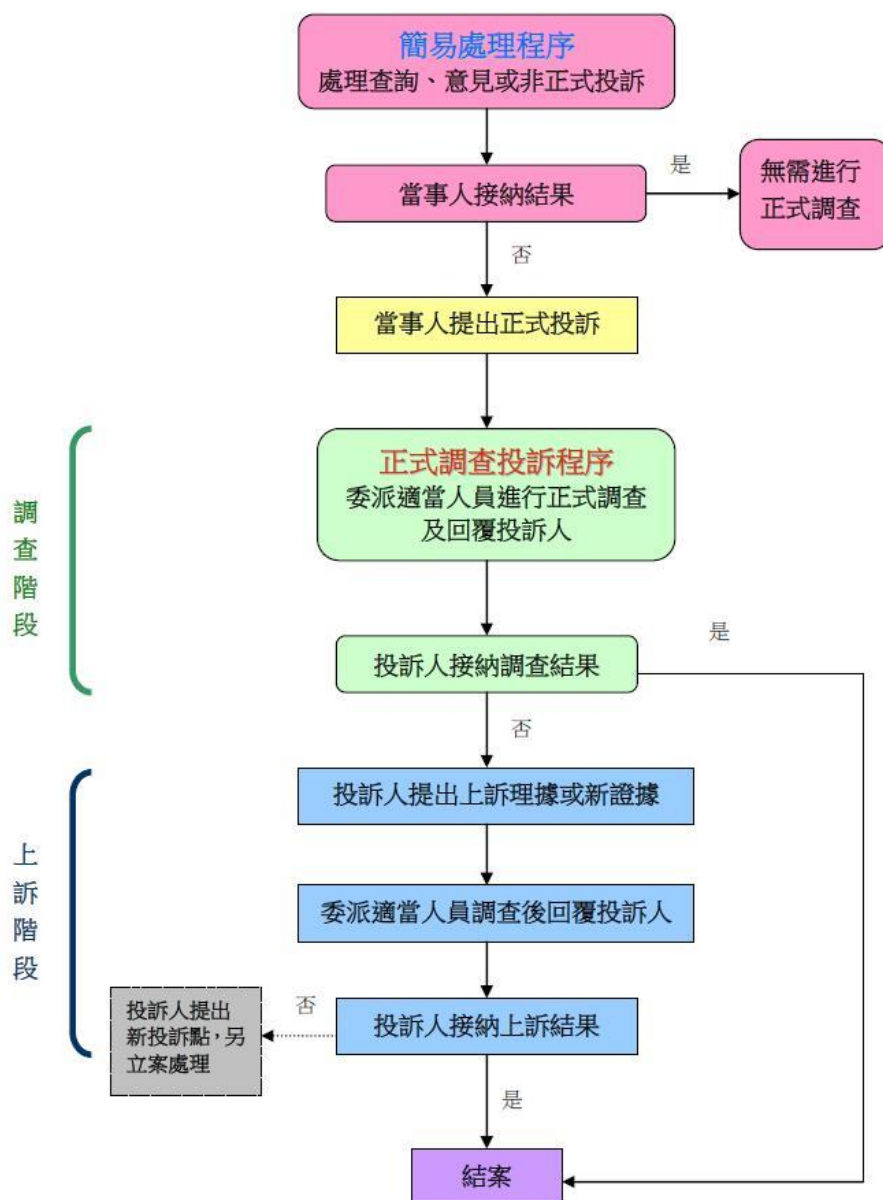 簡易處理程序
處理查詢、意見或非正式投訴
當事人接納結果
是
無需進行
正式調查
否
當事人提出正式投訴
調查階段
正式調查投訴程序
委派適當人員進行正式調查
及回覆投訴人
投訴人接納調查結果
是
否
上訴階段
投訴人提出上訴理據或新證據
委派適當人員調查後回覆投訴人
投訴人接納上訴結果
否
投訴人提出
新投訴點，另
立案處理
是
結案